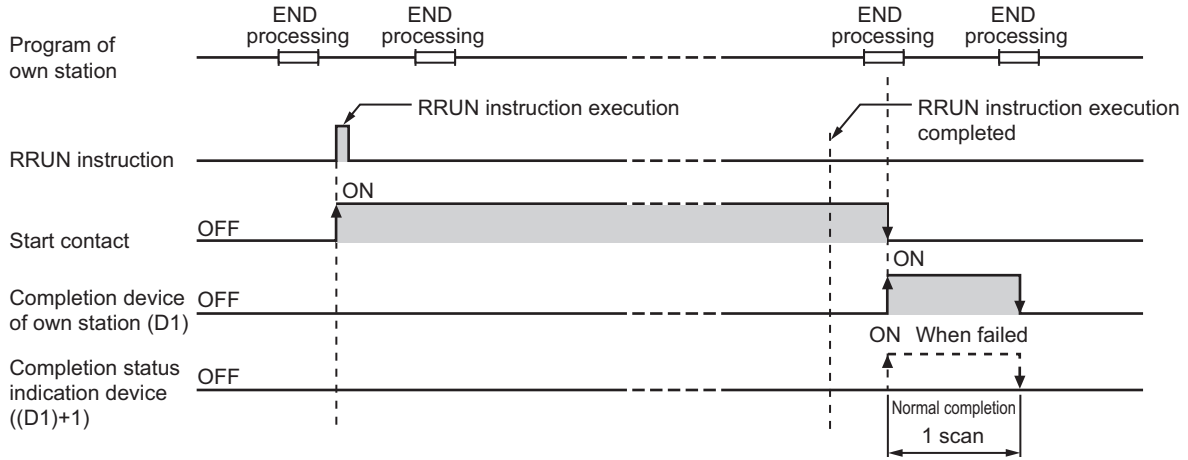 END
processing
END
processing
END
processing
END
processing
Program of
own station
RRUN instruction execution
RRUN instruction execution
completed
RRUN instruction
ON
OFF
Start contact
ON
Completion device
of own station (D1)
OFF
ON When failed
Completion status
indication device
((D1)+1)
OFF
Normal completion
1 scan